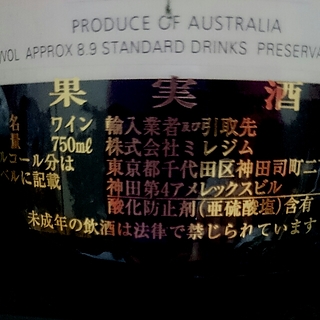 PRODUCE OF AUSTRALIA
VOL APPROX 8.9 STANDARD DRINKS PRESERVA
果 実 酒
名 ワイン 輸入業者及び引取先
量 750mℓ 株式会社ミレジム
ルコール分は 東京都千代田区神田司町二丁
ベルに記載 神田第4アメレックスビル
酸化防止剤(亜硫酸塩)含有
未成年の飲酒は法律で禁じられています